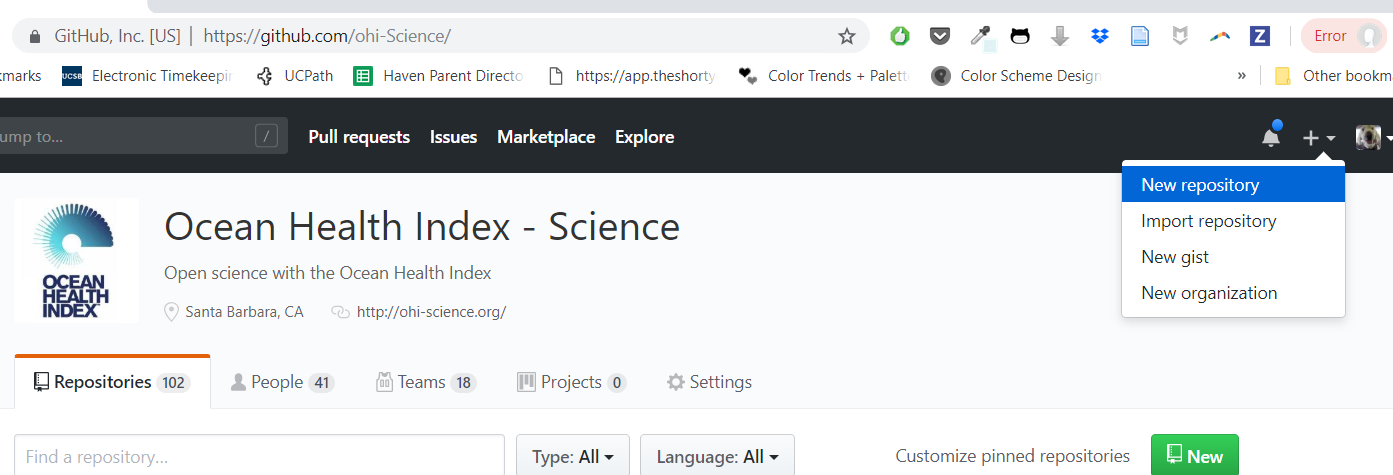 GitHub, Inc. [US] | https://github.com/ohi-Science/
Error
kmarks UCSB Electronic Timekeepin UCPath Haven Parent Directo https://app.theshorty Color Trends + Palett Color Scheme Design » Other bookma
ump to... / Pull requests Issues Marketplace Explore
New repository
Import repository
New gist
New organization
OCEAN
HEALTH
INDEX™
Ocean Health Index - Science
Open science with the Ocean Health Index
Santa Barbara, CA http://ohi-science.org/
Repositories 102 People 41 Teams 18 Projects 0 Settings
Find a repository... Type: All Language: All Customize pinned repositories New